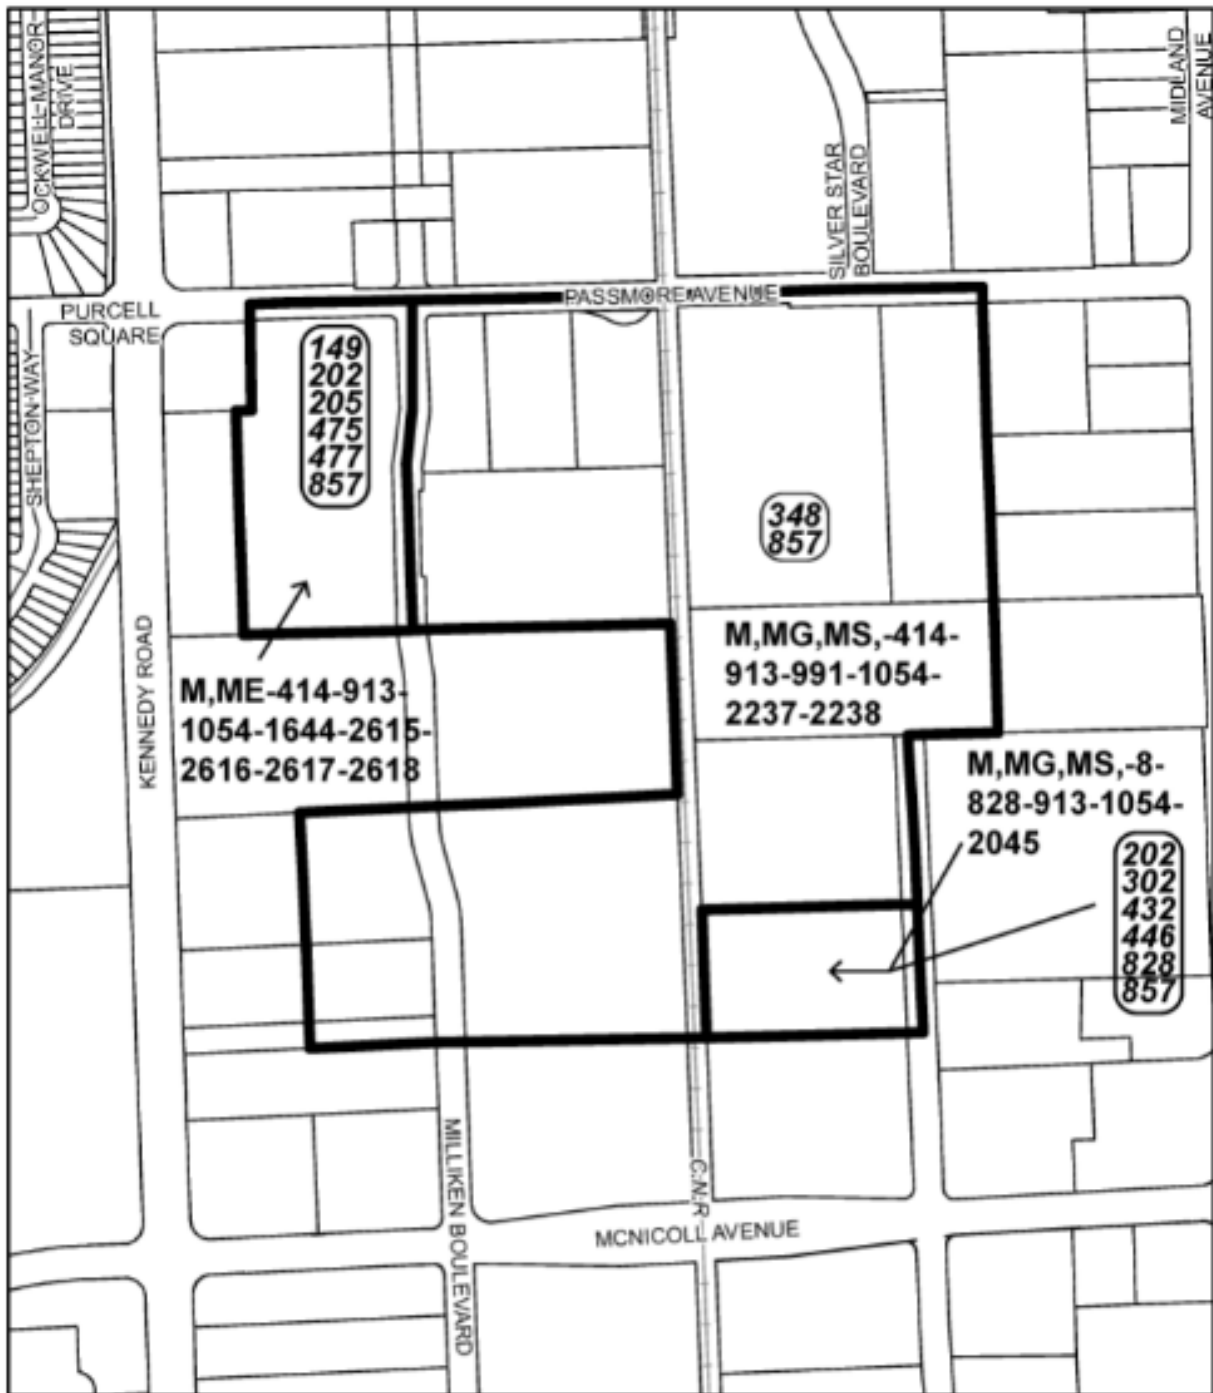 OCKWELL-MANOR
DRIVE
MIDLAND
AVENUE
SILVER STAR
BOULEVARD
PURCELL
SQUARE
PASSMORE AVENUE
SHEPTON-WAY
149
202
205
475
477
857
348
857
KENNEDY ROAD
M,ME-414-913-
1054-1644-2615-
2616-2617-2618
M,MG,MS,-414-
913-991-1054-
2237-2238
M,MG,MS,-8-
828-913-1054-
2045
202
302
432
446
828
857
MILLIKEN BOULEVARD
C.N.R
MCNICOLL AVENUE